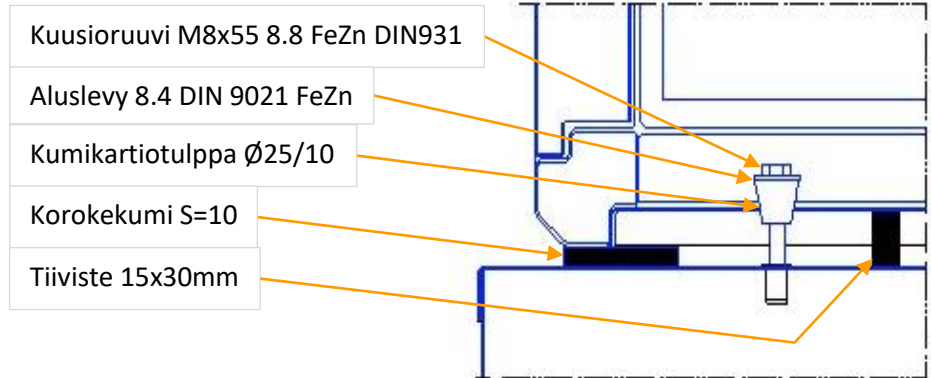 Kuusioruuvi M8x55 8.8 FeZn DIN931
Aluslevy 8.4 DIN 9021 FeZn
Kumikartiotulppa Ø25/10
Korokekumi S=10
Tiiviste 15x30mm